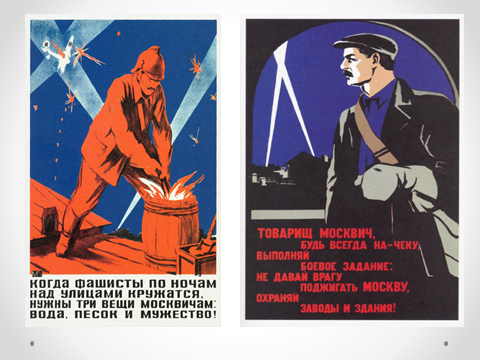 КОГДА ФАШИСТЫ ПО НОЧАМ
НАД УЛИЦАМИ КРУЖАТСЯ,
НУЖНЫ ТРИ ВЕЩИ МОСКВИЧАМ:
ВОДА, ПЕСОК И МУЖЕСТВО!
ТОВАРИЩ МОСКВИЧ,
БУДЬ ВСЕГДА НА-ЧЕКУ,
ВЫПОЛНЯЙ
БОЕВОЕ ЗАДАНИЕ:
НЕ ДАВАЙ ВРАГУ
ПОДЖИГАТЬ МОСКВУ,
ОХРАНЯЙ
ЗАВОДЫ И ЗДАНИЯ!